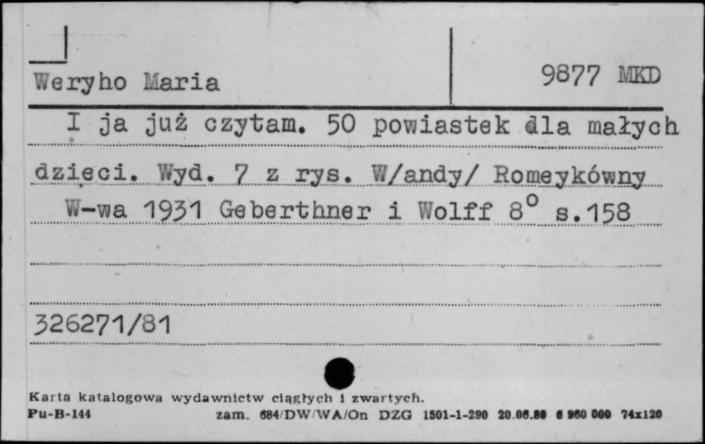 Weryho Maria 9877 MKD
I ja już czytam. 50 powiastek dla małych
dzieci. Wyd. 7 z rys. W/andy/ Romeykówny
W-wa 1931 Geberthner i Wolff 8° s.158
326271/81
Karta katalogowa wydawnictw ciągłych i zwartych.
Pu-B-144 zam. 684/DW/WA/On DZG 1501-1-290 20.06.80 6 960 000 74x120